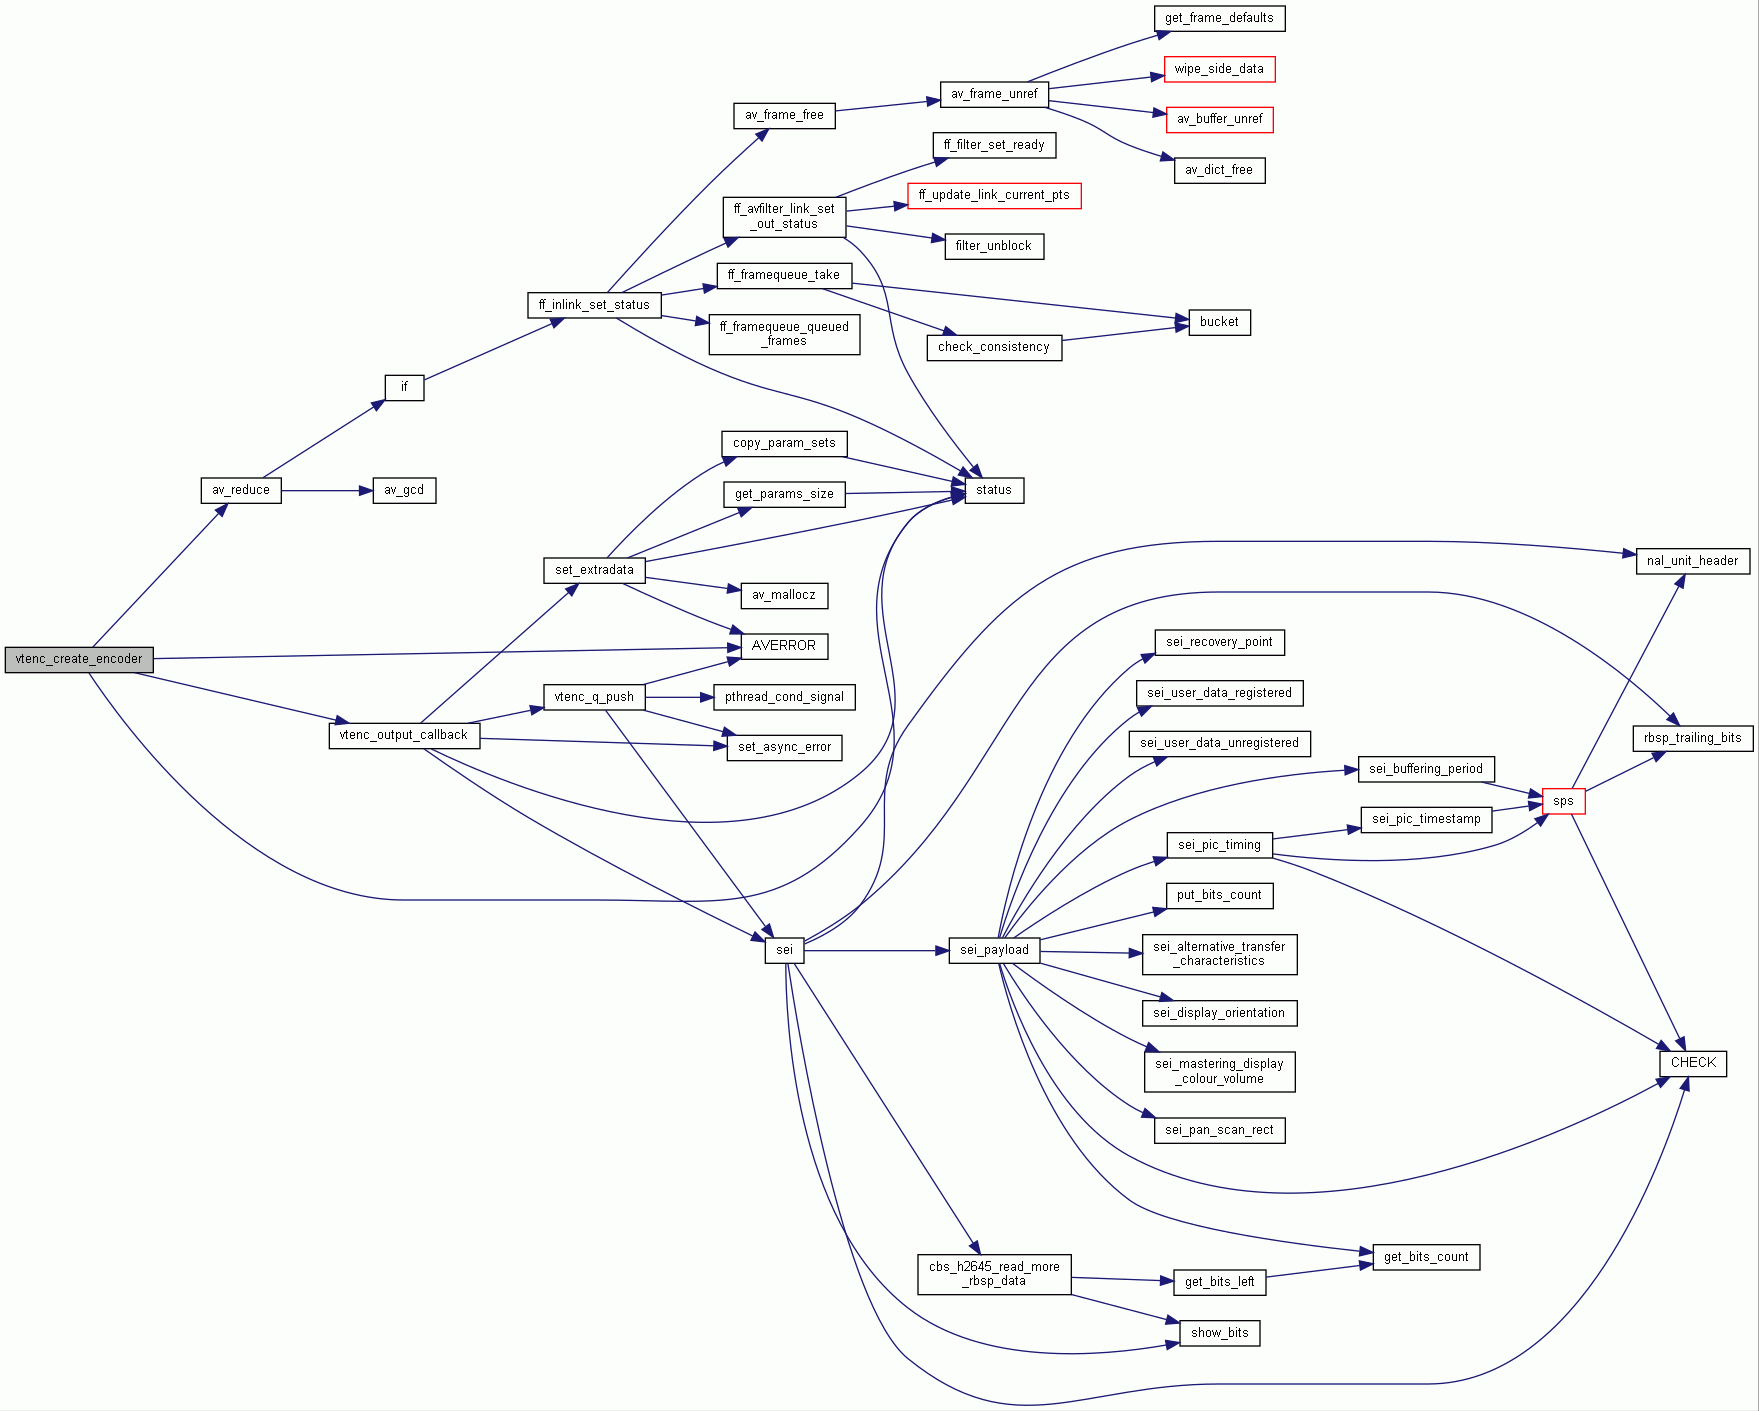 get_frame_defaults
wipe_side_data
av_frame_unref
av_frame_free
av_buffer_unref
ff_filter_set_ready
av_dict_free
ff_update_link_current_pts
ff_avfilter_link_set
_out_status
filter_unblock
ff_framequeue_take
ff_inlink_set_status
bucket
ff_framequeue_queued
_frames
check_consistency
if
copy_param_sets
av_reduce
av_gcd
get_params_size
status
nal_unit_header
set_extradata
av_mallocz
sei_recovery_point
AVERROR
vtenc_create_encoder
sei_user_data_registered
vtenc_q_push
pthread_cond_signal
vtenc_output_callback
set_async_error
sei_user_data_unregistered
rbsp_trailing_bits
sei_buffering_period
sps
sei_pic_timestamp
sei_pic_timing
put_bits_count
sei
sei_payload
sei_alternative_transfer
_characteristics
sei_display_orientation
sei_mastering_display
_colour_volume
CHECK
sei_pan_scan_rect
get_bits_count
cbs_h2645_read_more
_rbsp_data
get_bits_left
show_bits